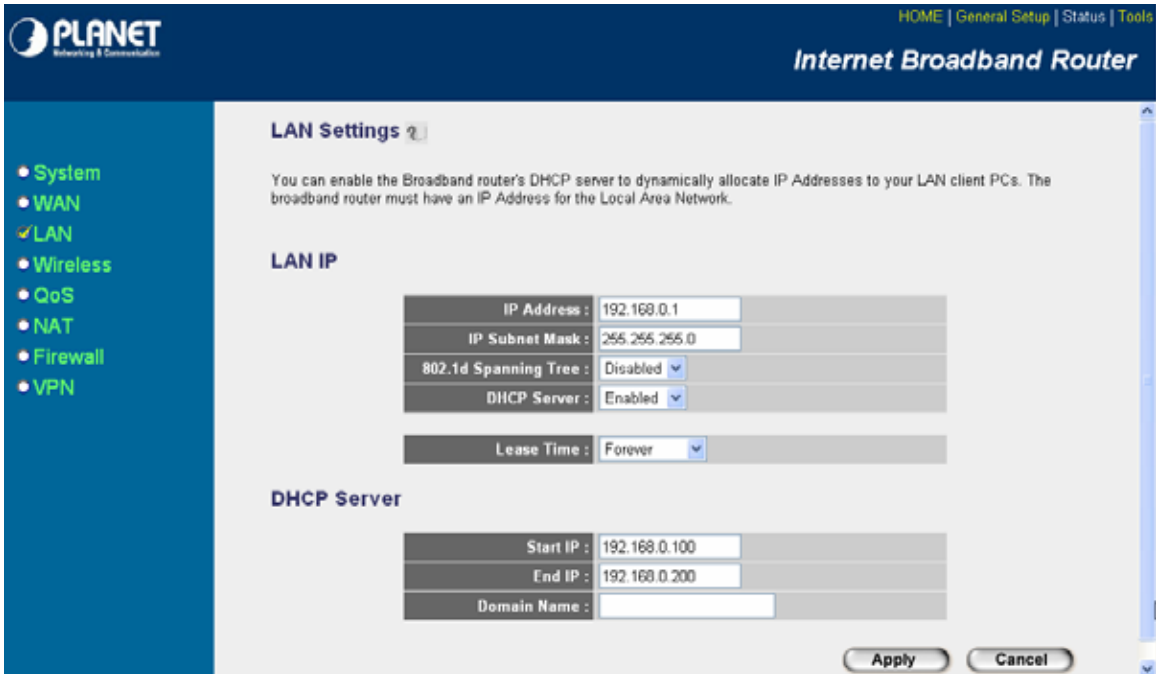 PLANET
Networking & Communication
HOME | General Setup | Status | Tools
Internet Broadband Router
System
WAN
LAN
Wireless
QoS
NAT
Firewall
VPN
LAN Settings
You can enable the Broadband router's DHCP server to dynamically allocate IP Addresses to your LAN client PCs. The
broadband router must have an IP Address for the Local Area Network.
LAN IP
IP Address : 192.168.0.1
IP Subnet Mask : 255.255.255.0
802.1d Spanning Tree : Disabled
DHCP Server : Enabled
Lease Time : Forever
DHCP Server
Start IP : 192.168.0.100
End IP : 192.168.0.200
Domain Name :
Apply Cancel